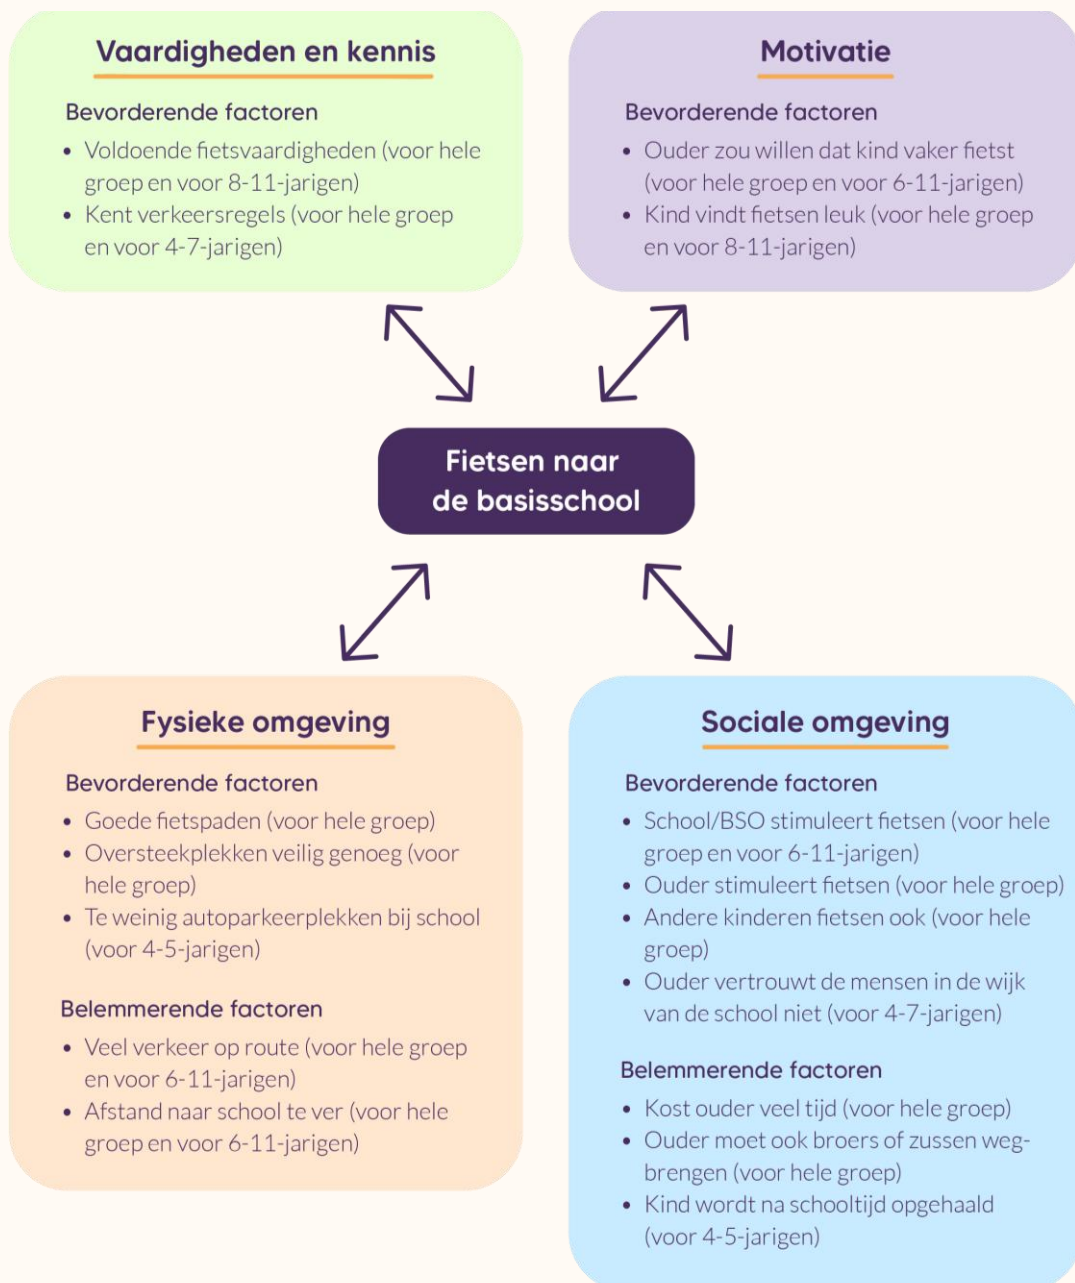 Vaardigheden en kennis
Bevorderende factoren
• Voldoende fietsvaardigheden (voor hele
groep en voor 8-11-jarigen)
• Kent verkeersregels (voor hele groep
en voor 4-7-jarigen)
Motivatie
Bevorderende factoren
• Ouder zou willen dat kind vaker fietst
(voor hele groep en voor 6-11-jarigen)
• Kind vindt fietsen leuk (voor hele groep
en voor 8-11-jarigen)
Fietsen naar
de basisschool
Fysieke omgeving
Bevorderende factoren
• Goede fietspaden (voor hele groep)
• Oversteekplekken veilig genoeg (voor
hele groep)
• Te weinig autoparkeerplekken bij school
(voor 4-5-jarigen)
Belemmerende factoren
• Veel verkeer op route (voor hele groep
en voor 6-11-jarigen)
• Afstand naar school te ver (voor hele
groep en voor 6-11-jarigen)
Sociale omgeving
Bevorderende factoren
• School/BSO stimuleert fietsen (voor hele
groep en voor 6-11-jarigen)
• Ouder stimuleert fietsen (voor hele groep)
• Andere kinderen fietsen ook (voor hele
groep)
• Ouder vertrouwt de mensen in de wijk
van de school niet (voor 4-7-jarigen)
Belemmerende factoren
• Kost ouder veel tijd (voor hele groep)
• Ouder moet ook broers of zussen weg-
brengen (voor hele groep)
• Kind wordt na schooltijd opgehaald
(voor 4-5-jarigen)